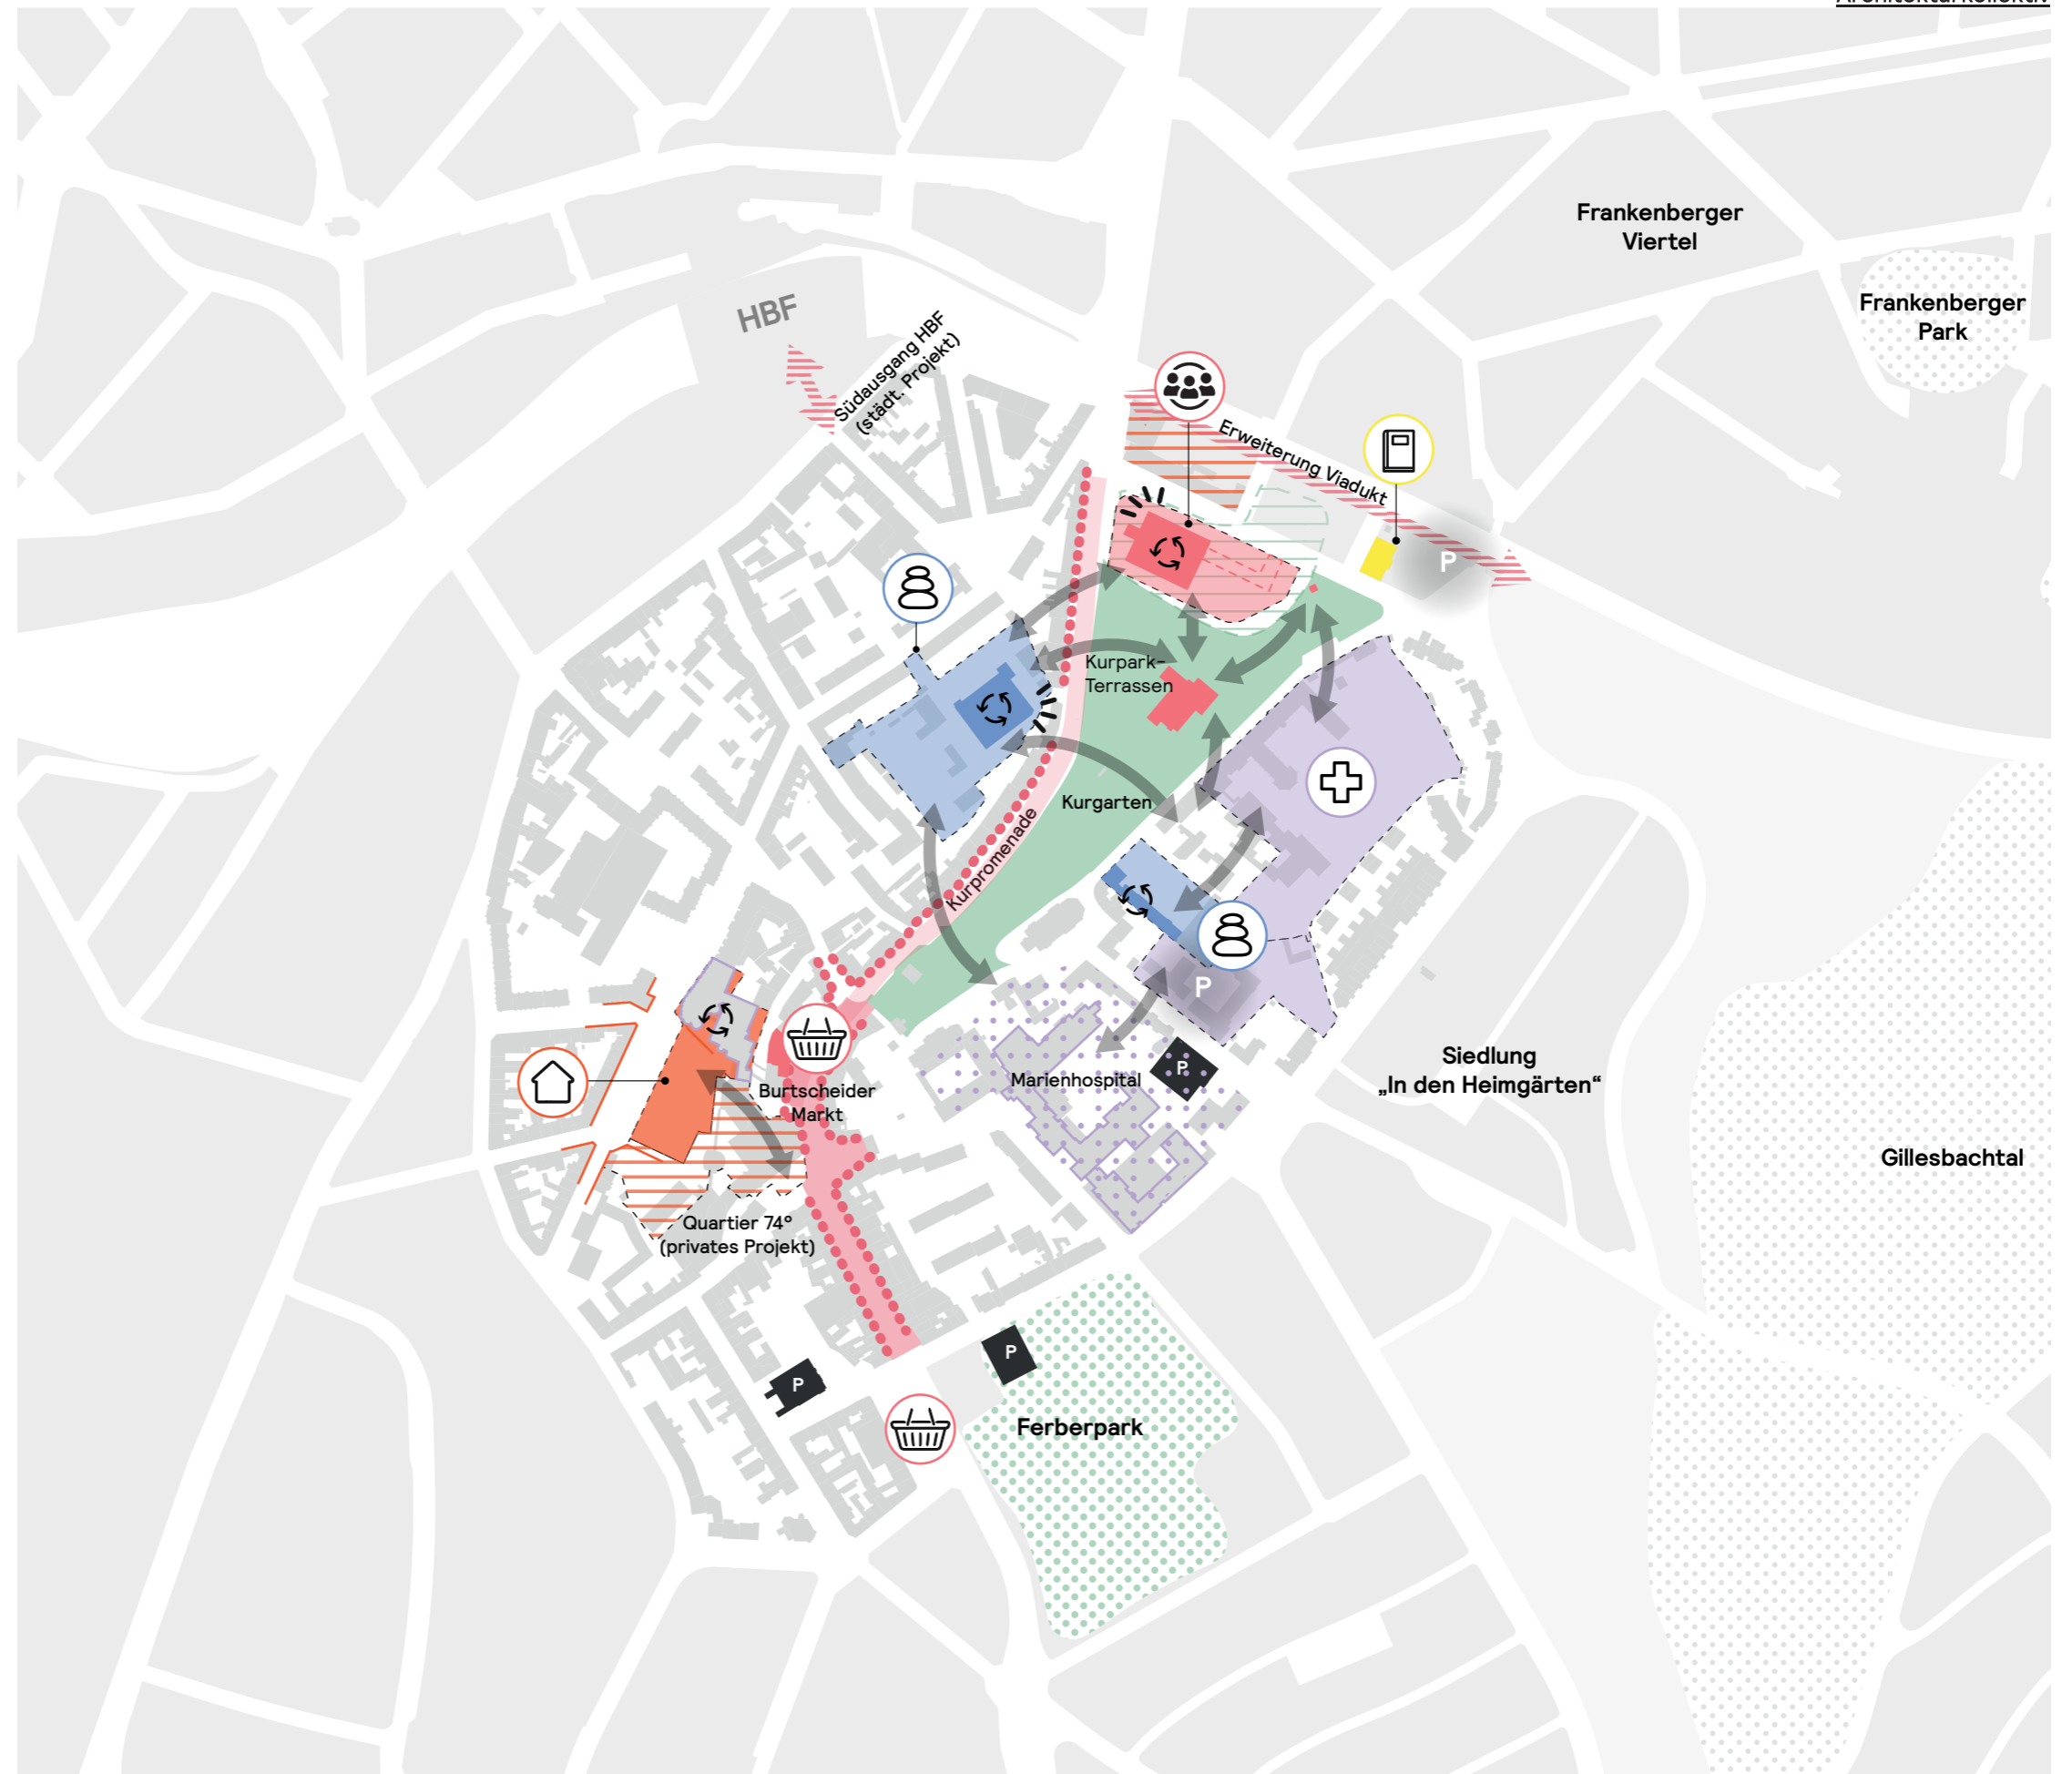 Architekturkollektiv
Frankenberger
Viertel
Frankenberger
Park
HBF
Südausgang HBF
(städt. Projekt)
Erweiterung Viadukt
P
Kurpark-
Terrassen
Kurgarten
Kurpromenade
P
Siedlung
„In den Heimgärten“
Marienhospital
P
Burtscheider
Markt
Gillesbachtal
Quartier 74°
(privates Projekt)
P
P
Ferberpark